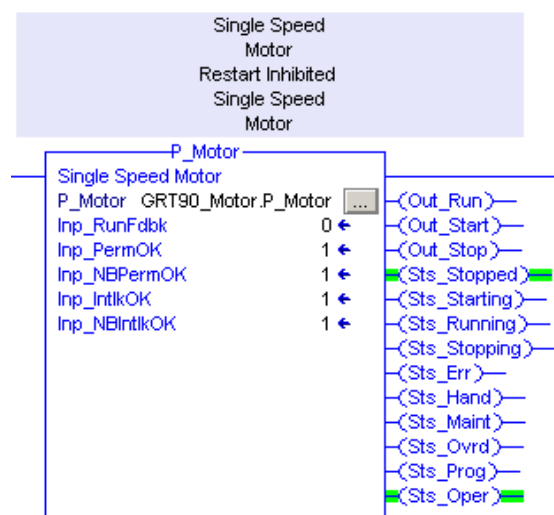 Single Speed
Motor
Restart Inhibited
Single Speed
Motor
P_Motor
Single Speed Motor
P_Motor GRT90_Motor.P_Motor ...
(Out_Run)
Inp_RunFdbk 0
(Out_Start)
Inp_PermOK 1
(Out_Stop)
Inp_NBPermOK 1
(Sts_Stopped)
Inp_IntlkOK 1
(Sts_Starting)
Inp_NBIntlkOK 1
(Sts_Running)
(Sts_Stopping)
(Sts_Err)
(Sts_Hand)
(Sts_Maint)
(Sts_Ovrd)
(Sts_Prog)
(Sts_Oper)